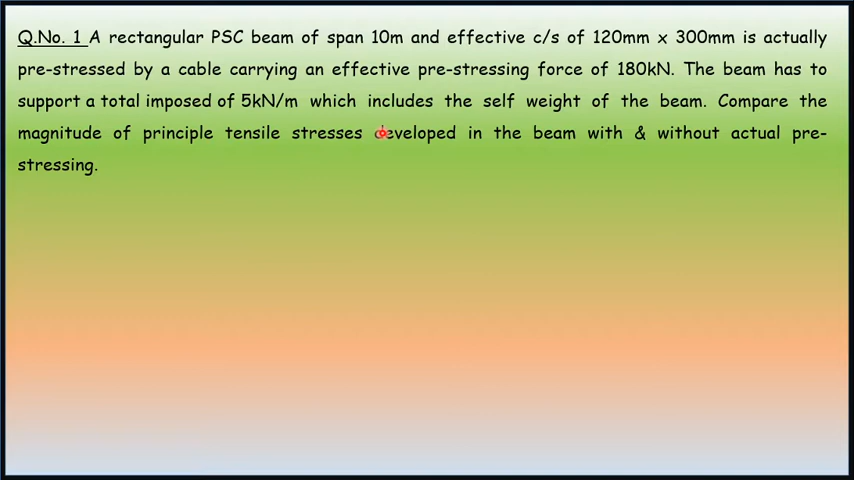 Q.No. 1 A rectangular PSC beam of span 10m and effective c/s of 120mm x 300mm is actually
pre-stressed by a cable carrying an effective pre-stressing force of 180kN. The beam has to
support a total imposed of 5kN/m which includes the self weight of the beam. Compare the
magnitude of principle tensile stresses developed in the beam with & without actual pre-
stressing.